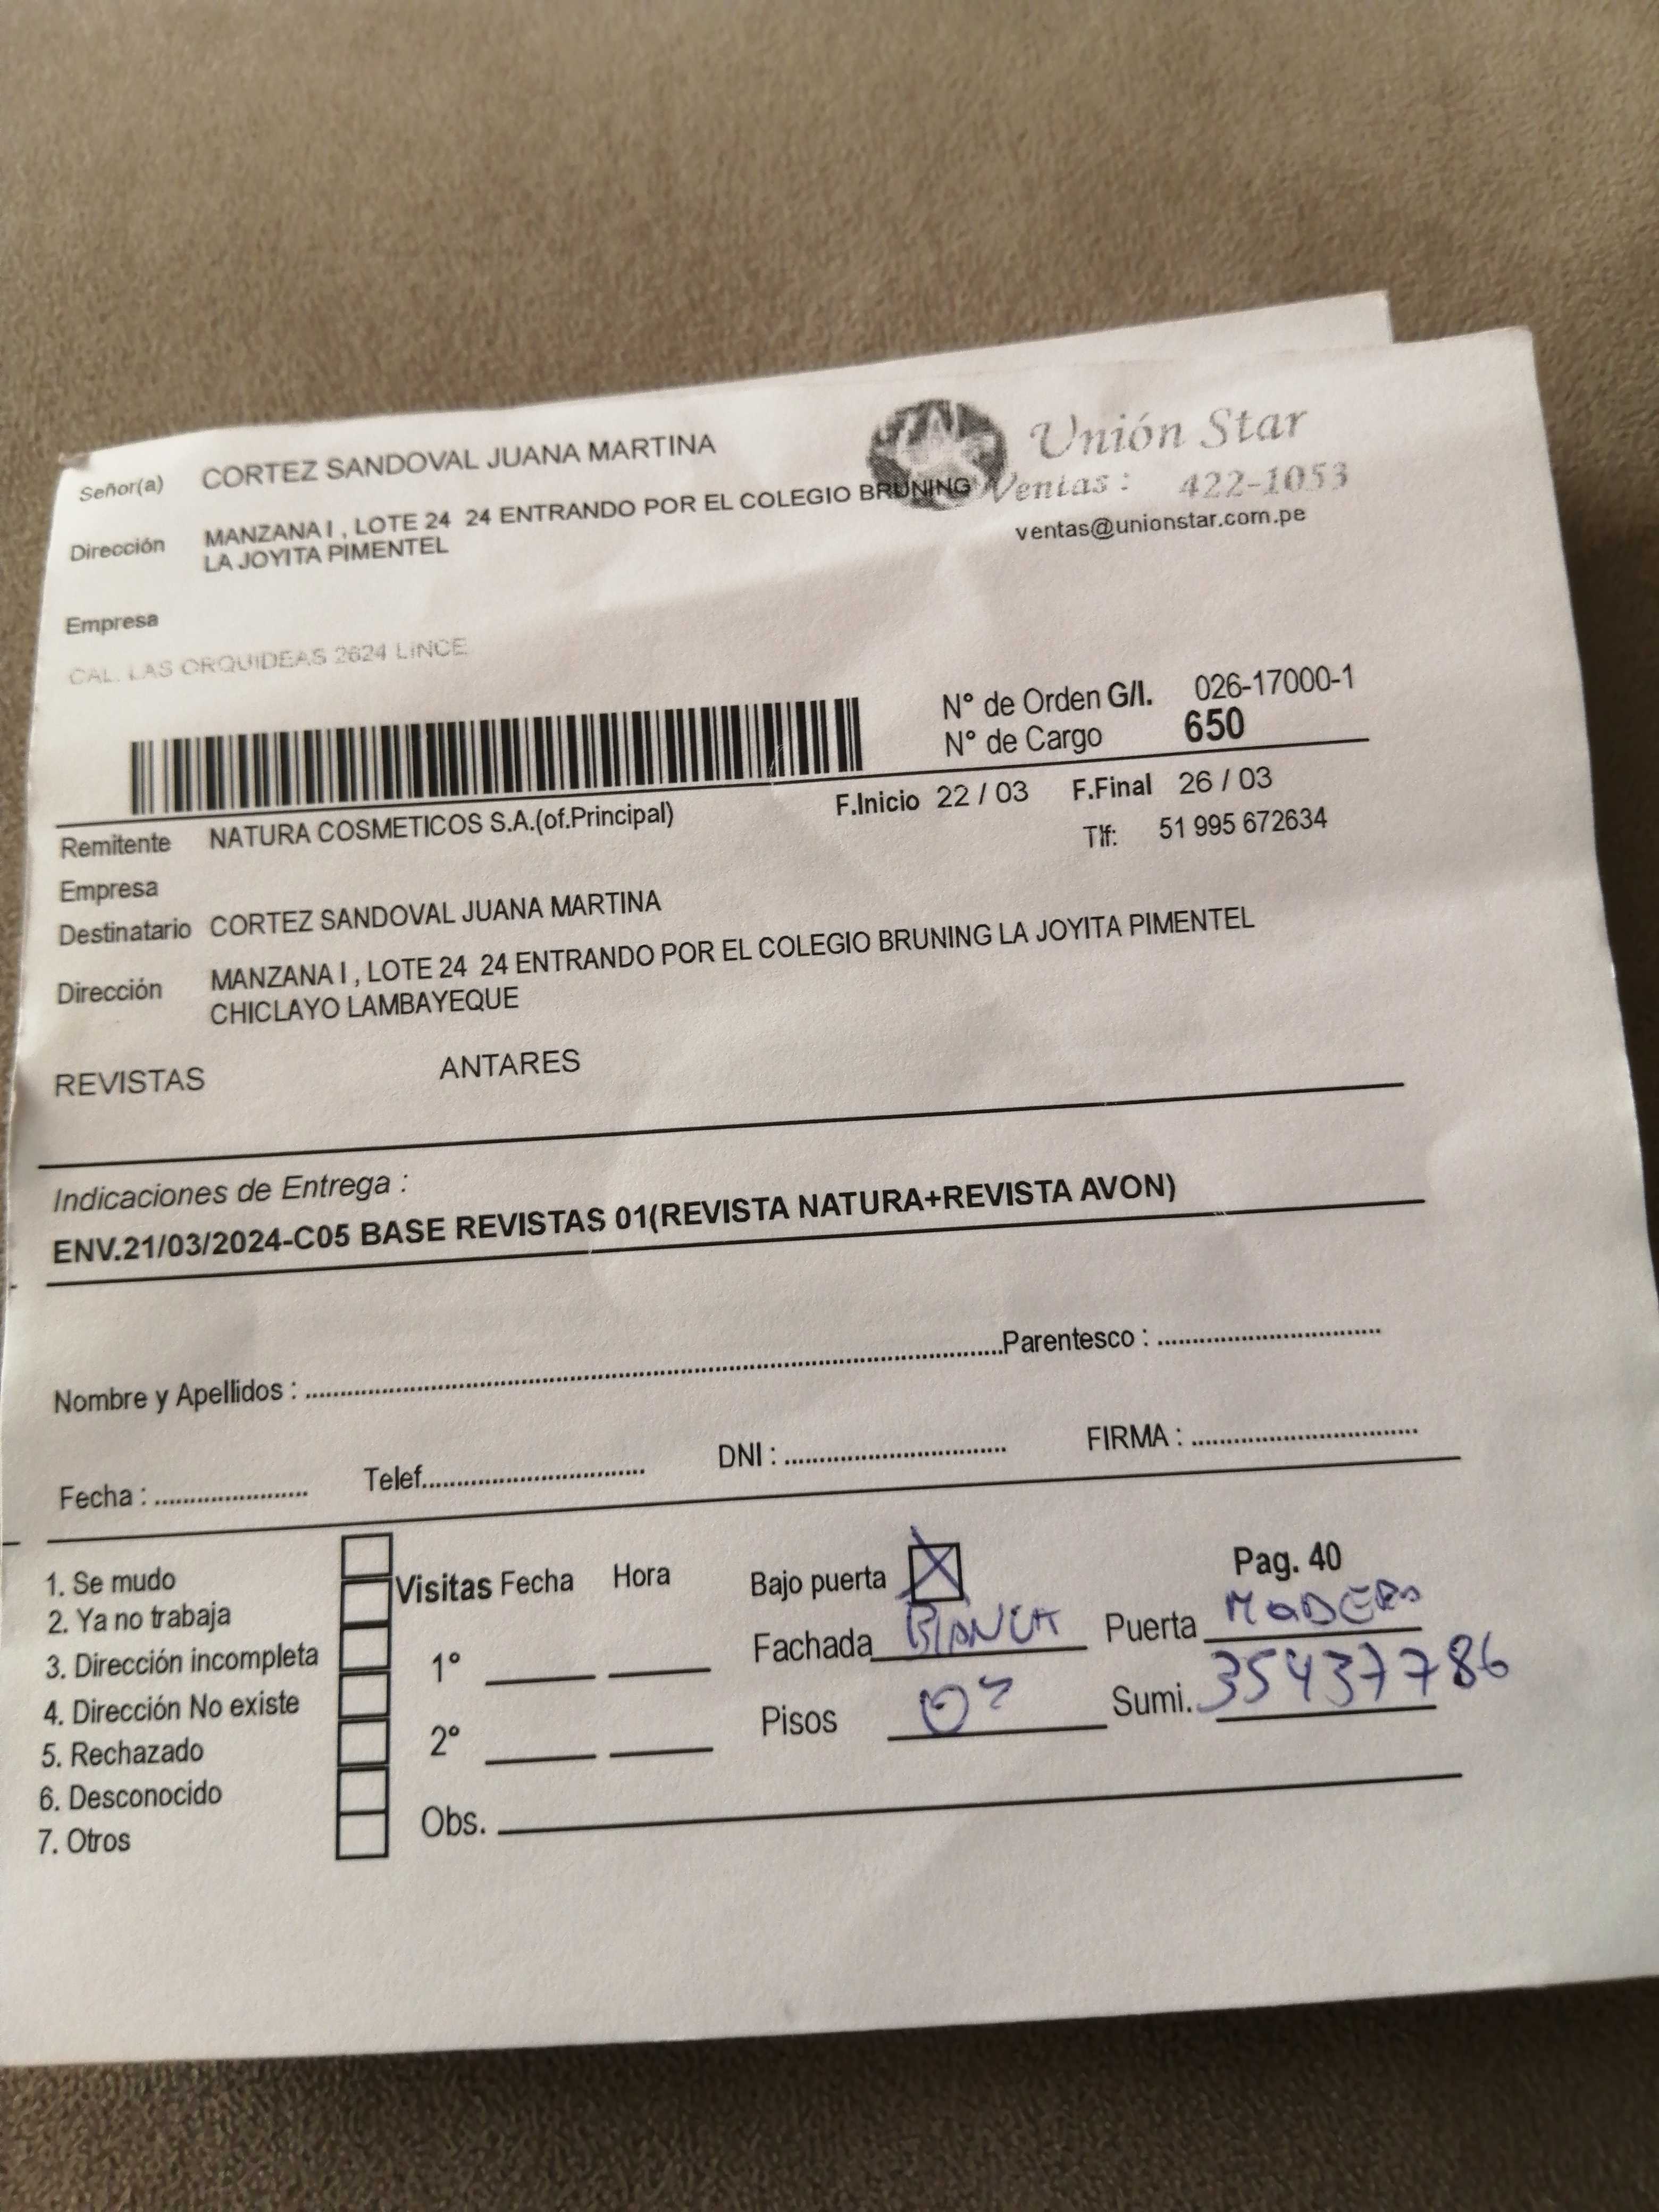 Señor(a) CORTEZ SANDOVAL JUANA MARTINA
Unión Star
Ventas : 422-1053
ventas@unionstar.com.pe
Dirección MANZANA I , LOTE 24 24 ENTRANDO POR EL COLEGIO BRUNING
LA JOYITA PIMENTEL
Empresa
CAL. LAS ORQUIDEAS 2624 LINCE
N° de Orden G/I. 026-17000-1
N° de Cargo 650
F.Inicio 22 / 03 F.Final 26 / 03
Remitente NATURA COSMETICOS S.A.(of.Principal)
Tlf: 51 995 672634
Empresa
Destinatario CORTEZ SANDOVAL JUANA MARTINA
Dirección MANZANA I , LOTE 24 24 ENTRANDO POR EL COLEGIO BRUNING LA JOYITA PIMENTEL
CHICLAYO LAMBAYEQUE
REVISTAS ANTARES
Indicaciones de Entrega :
ENV.21/03/2024-C05 BASE REVISTAS 01(REVISTA NATURA+REVISTA AVON)
Nombre y Apellidos : Parentesco :
Fecha : Telef. DNI : FIRMA :
1. Se mudo
2. Ya no trabaja
3. Dirección incompleta
4. Dirección No existe
5. Rechazado
6. Desconocido
7. Otros
Visitas Fecha Hora
1°
2°
Obs.
Bajo puerta X
Pag. 40
Fachada BLANCA Puerta MADERA
Pisos Sumi. 35437786